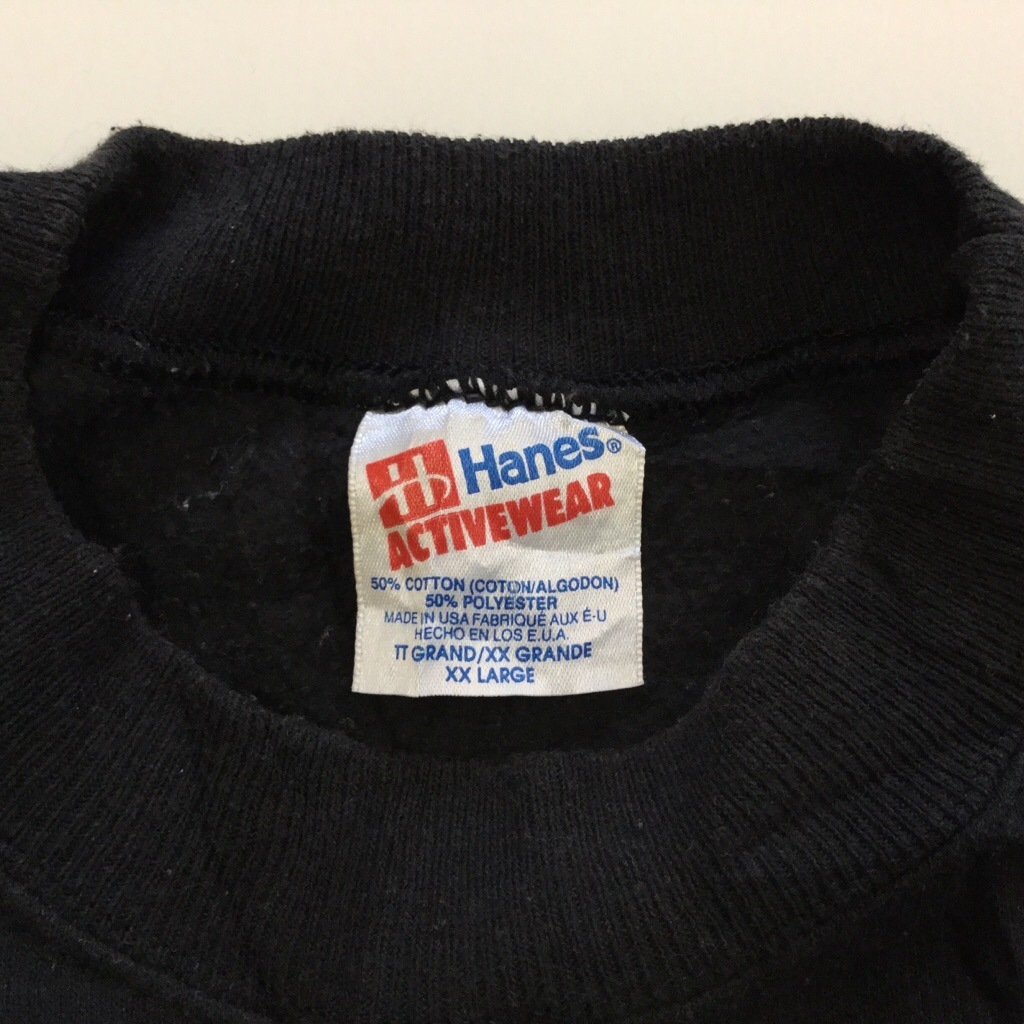 Hanes®
ACTIVEWEAR
50% COTTON (COTON/ALGODON)
50% POLYESTER
MADE IN USA FABRIQUÉ AUX É-U
HECHO EN LOS E.U.A.
TT GRAND/XX GRANDE
XX LARGE